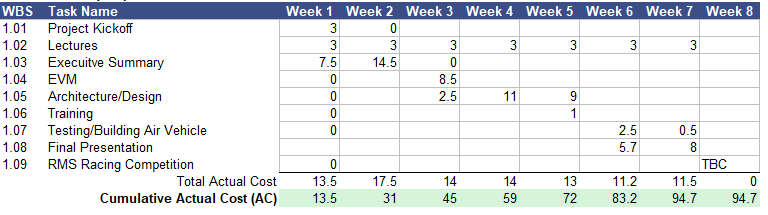 WBS Task Name Week 1 Week 2 Week 3 Week 4 Week 5 Week 6 Week 7 Week 8
1.01 Project Kickoff 3 0
1.02 Lectures 3 3 3 3 3 3 3
1.03 Execuitve Summary 7.5 14.5 0
1.04 EVM 0 8.5
1.05 Architecture/Design 0 2.5 11 9
1.06 Training 0 1
1.07 Testing/Building Air Vehicle 0 2.5 0.5
1.08 Final Presentation 5.7 8
1.09 RMS Racing Competition 0 TBC
Total Actual Cost 13.5 17.5 14 14 13 11.2 11.5 0
Cumulative Actual Cost (AC) 13.5 31 45 59 72 83.2 94.7 94.7